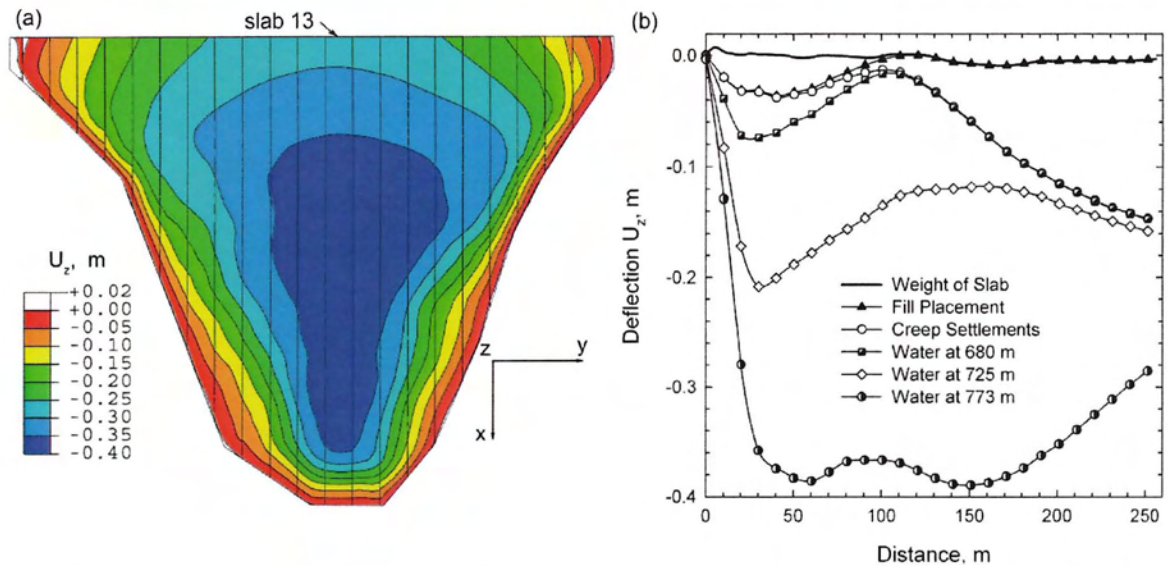 (a)
slab 13
U_z, m
+0.02
+0.00
-0.05
-0.10
-0.15
-0.20
-0.25
-0.30
-0.35
-0.40
z
y
x
(b)
Deflection U_z, m
0.0
-0.1
-0.2
-0.3
-0.4
Weight of Slab
Fill Placement
Creep Settlements
Water at 680 m
Water at 725 m
Water at 773 m
0
50
100
150
200
250
Distance, m